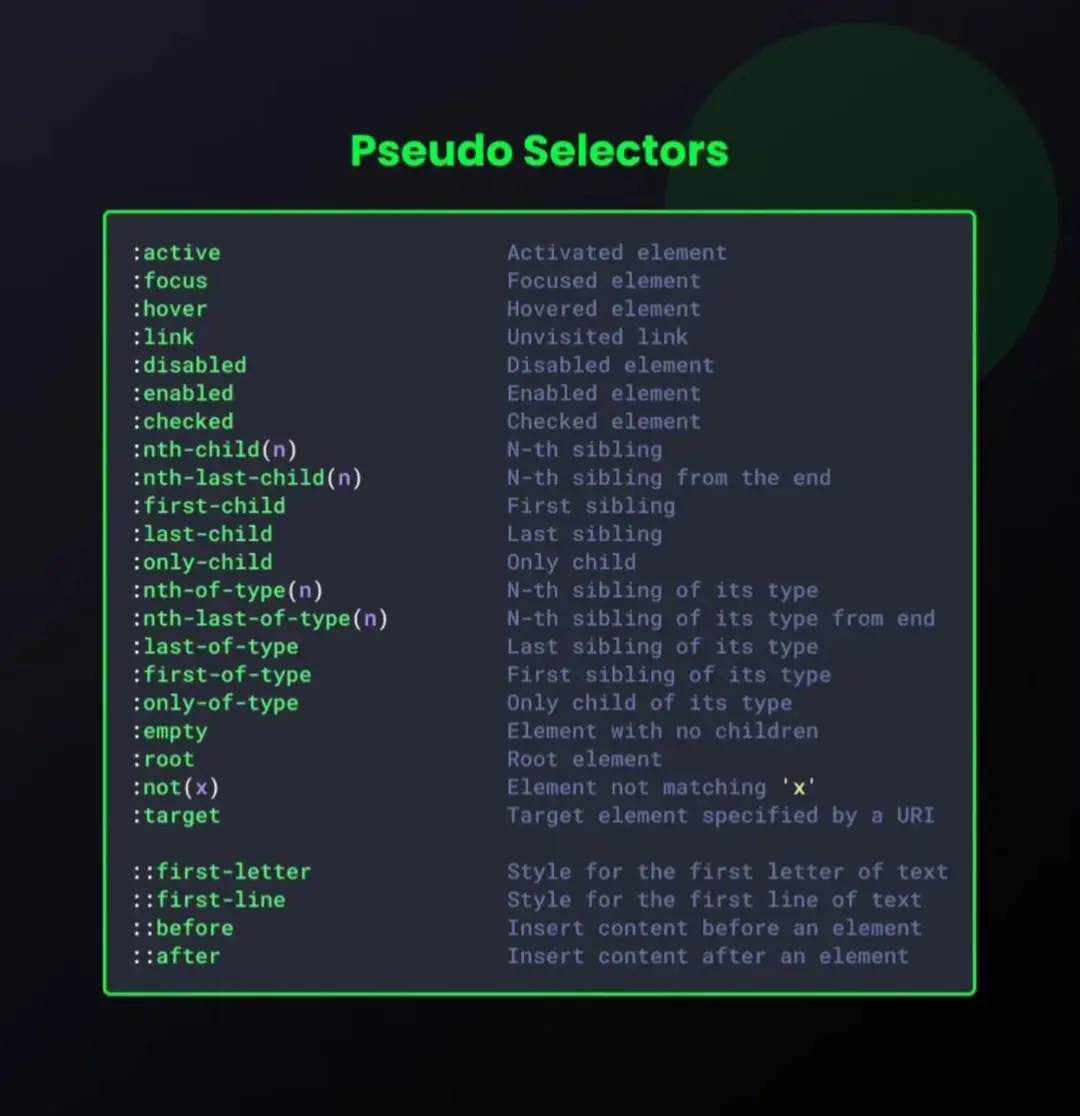 Pseudo Selectors
:active Activated element
:focus Focused element
:hover Hovered element
:link Unvisited link
:disabled Disabled element
:enabled Enabled element
:checked Checked element
:nth-child(n) N-th sibling
:nth-last-child(n) N-th sibling from the end
:first-child First sibling
:last-child Last sibling
:only-child Only child
:nth-of-type(n) N-th sibling of its type
:nth-last-of-type(n) N-th sibling of its type from end
:last-of-type Last sibling of its type
:first-of-type First sibling of its type
:only-of-type Only child of its type
:empty Element with no children
:root Root element
:not(x) Element not matching 'x'
:target Target element specified by a URI
::first-letter Style for the first letter of text
::first-line Style for the first line of text
::before Insert content before an element
::after Insert content after an element